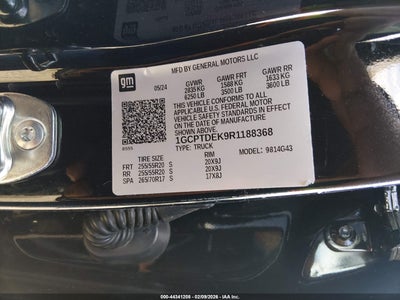 gm
MFD BY GENERAL MOTORS LLC
05/24
GVWR GAWR FRT GAWR RR
2835 KG 1588 KG 1633 KG
6250 LB 3500 LB 3600 LB
THIS VEHICLE CONFORMS TO ALL
APPLICABLE U.S. FEDERAL MOTOR
VEHICLE SAFETY STANDARDS IN EFFECT
ON THE DATE OF MANUFACTURE
SHOWN ABOVE.
1GCPTDEK9R1188368
TYPE: TRUCK
MODEL: 9814G43
TIRE SIZE RIM
FRT 255/55R20 S 20X9J
RR 255/55R20 S 20X9J
SPA 265/70R17 S 17X8J
000-44341208 - 02/09/2026 - IAA Holdings, LLC